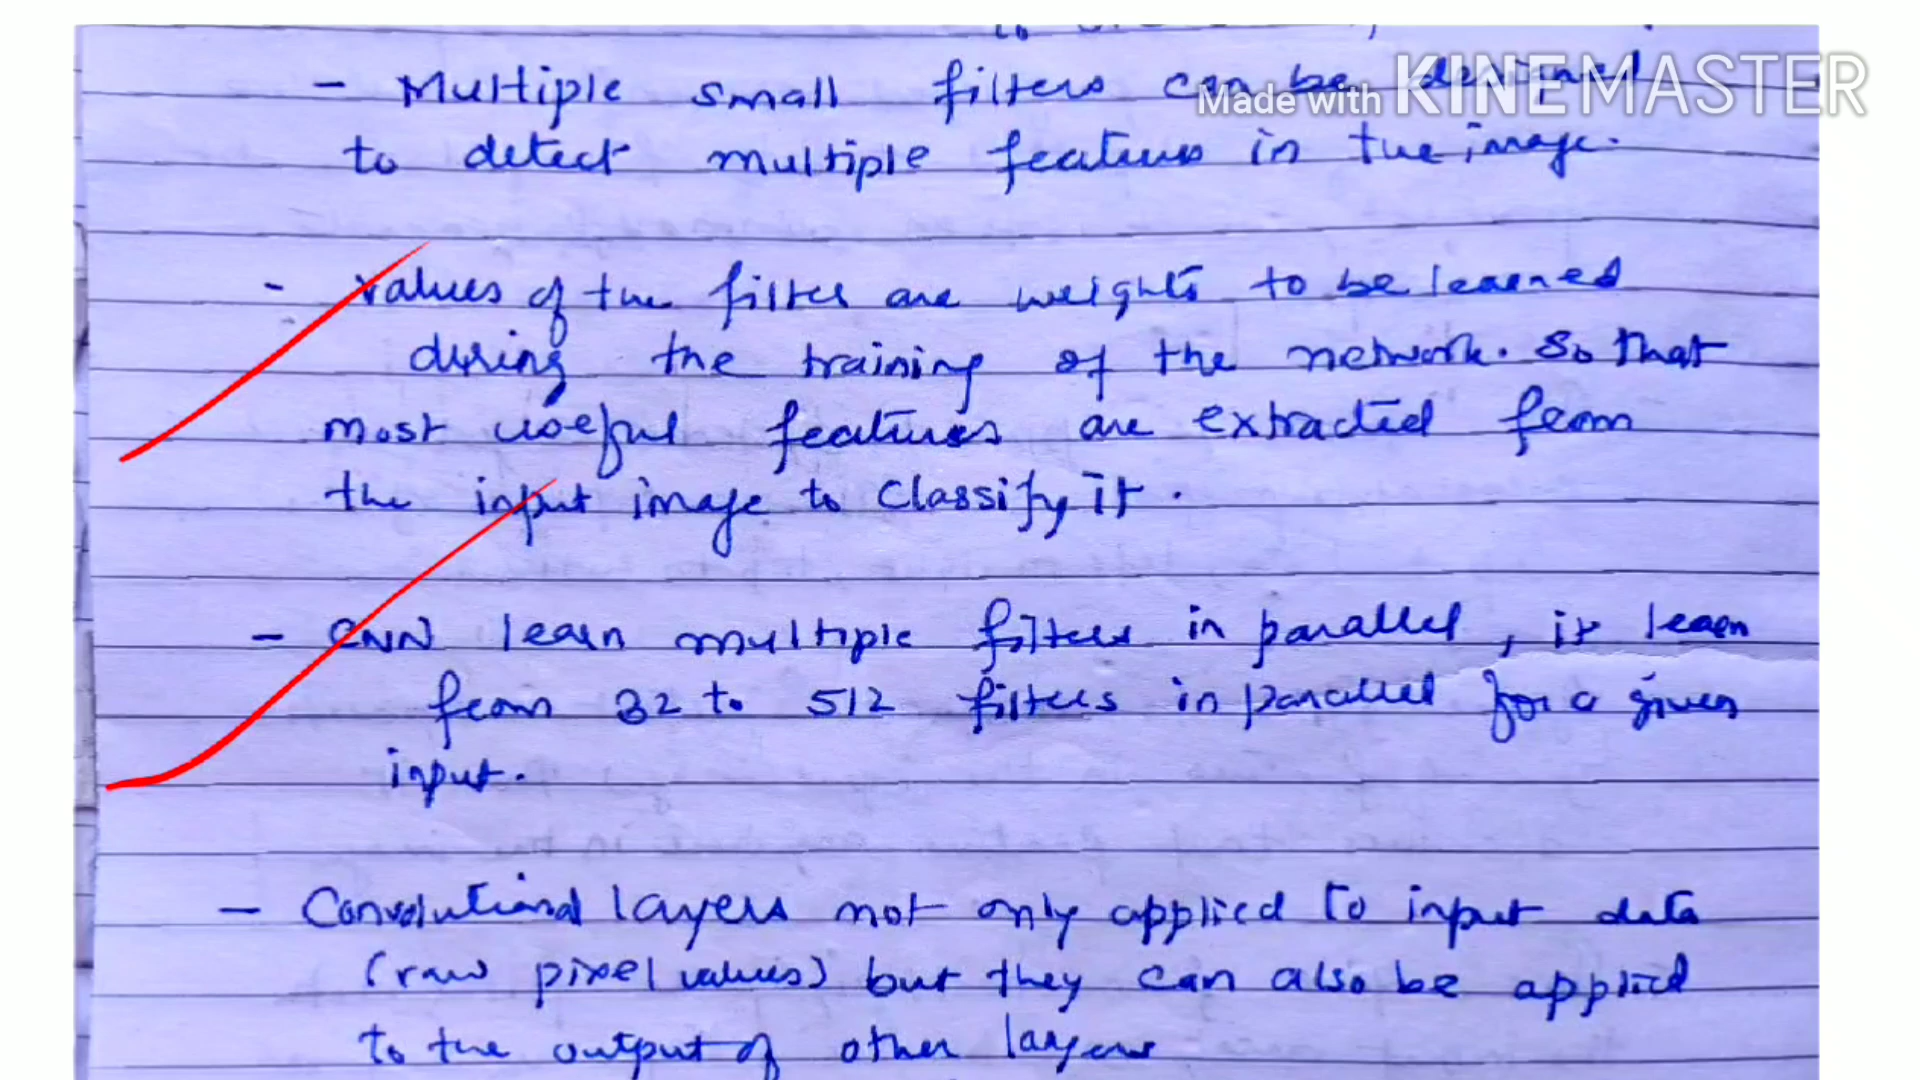 - Multiple small filters can be designed
Made with KINEMASTER
to detect multiple features in the image.
- Values of the filter are weights to be learned
during the training of the network. So that
most useful features are extracted from
the input image to classify it.
- CNN learn multiple filters in parallel, it learn
from 32 to 512 filters in parallel for a given
input.
- Convolutional layers not only applied to input data
(raw pixel values) but they can also be applied
to the output of other layers